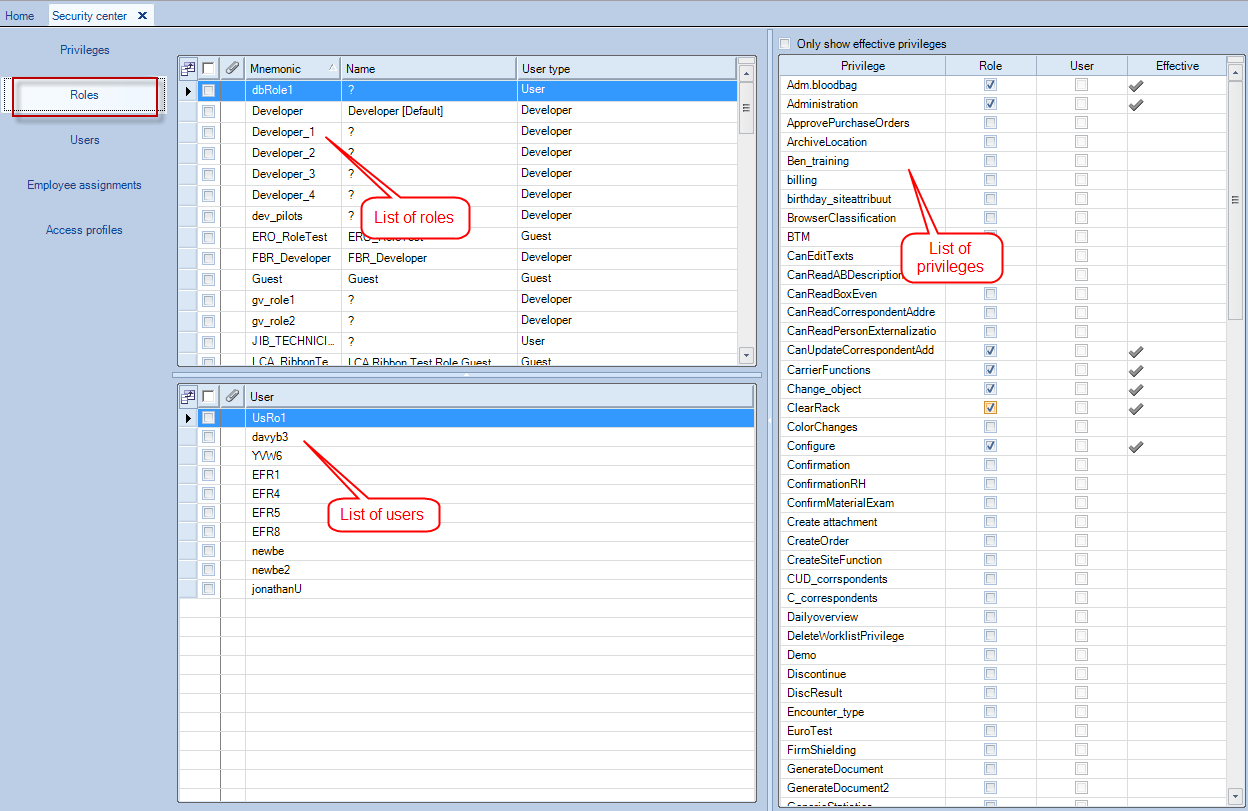 Home
Security center
Privileges
Roles
Users
Employee assignments
Access profiles
Mnemonic Name User type
dbRole1 ? User
Developer Developer [Default] Developer
Developer_1 ? Developer
Developer_2 ? Developer
Developer_3 ? Developer
Developer_4 ? Developer
dev_pilots ? Developer
ERO_RoleTest ERO_RoleTest Guest
FBR_Developer FBR_Developer Developer
Guest Guest Guest
gv_role1 ? Developer
gv_role2 ? Developer
JIB_TECHNICI... ? User
LCA_RibbonTe... LCA Ribbon Test Role Guest Guest
List of roles
User
UsRo1
davyb3
YVW6
EFR1
EFR4
EFR5
EFR8
newbe
newbe2
jonathanU
List of users
Only show effective privileges
Privilege Role User Effective
Adm.bloodbag
Administration
ApprovePurchaseOrders
ArchiveLocation
Ben_training
billing
birthday_siteattribuut
BrowserClassification
BTM
CanEditTexts
CanReadABDescription
CanReadBoxEven
CanReadCorrespondentAddre
CanReadPersonExternalizatio
CanUpdateCorrespondentAdd
CarrierFunctions
Change_object
ClearRack
ColorChanges
Configure
Confirmation
ConfirmationRH
ConfirmMaterialExam
Create attachment
CreateOrder
CreateSiteFunction
CUD_corrspondents
C_correspondents
Dailyoverview
DeleteWorklistPrivilege
Demo
Discontinue
DiscResult
Encounter_type
EuroTest
FirmShielding
GenerateDocument
GenerateDocument2
GenericStatistics
List of
privileges